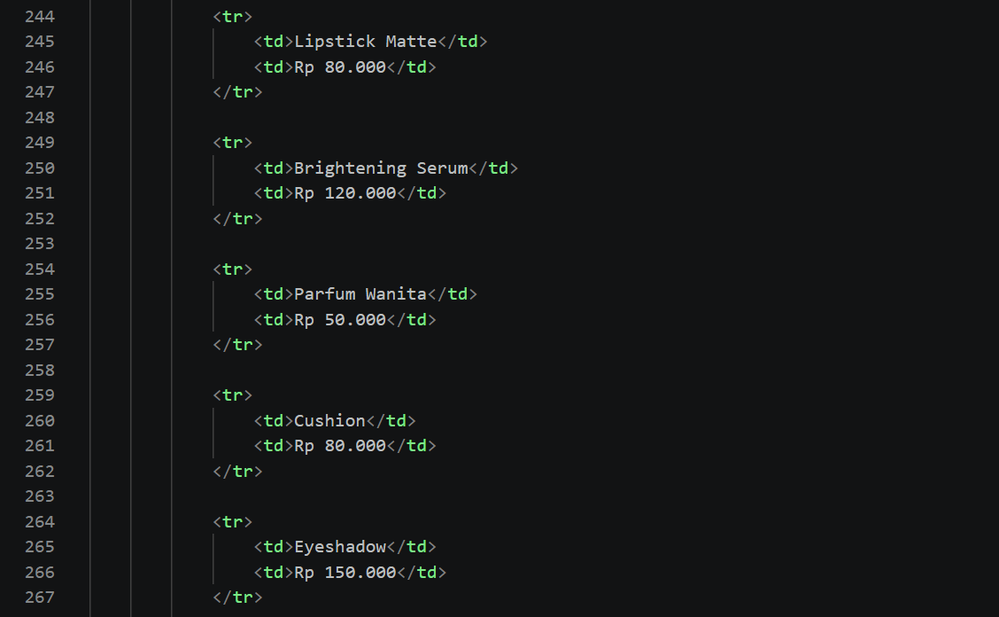 244 <tr>
245 <td>Lipstick Matte</td>
246 <td>Rp 80.000</td>
247 </tr>
248
249 <tr>
250 <td>Brightening Serum</td>
251 <td>Rp 120.000</td>
252 </tr>
253
254 <tr>
255 <td>Parfum Wanita</td>
256 <td>Rp 50.000</td>
257 </tr>
258
259 <tr>
260 <td>Cushion</td>
261 <td>Rp 80.000</td>
262 </tr>
263
264 <tr>
265 <td>Eyeshadow</td>
266 <td>Rp 150.000</td>
267 </tr>